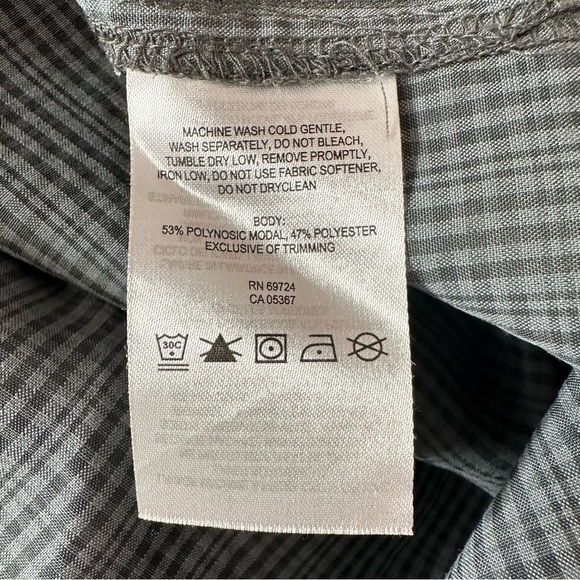 MACHINE WASH COLD GENTLE,
WASH SEPARATELY, DO NOT BLEACH,
TUMBLE DRY LOW, REMOVE PROMPTLY,
IRON LOW, DO NOT USE FABRIC SOFTENER,
DO NOT DRYCLEAN
BODY:
53% POLYNOSIC MODAL, 47% POLYESTER
EXCLUSIVE OF TRIMMING
RN 69724
CA 05367
30C